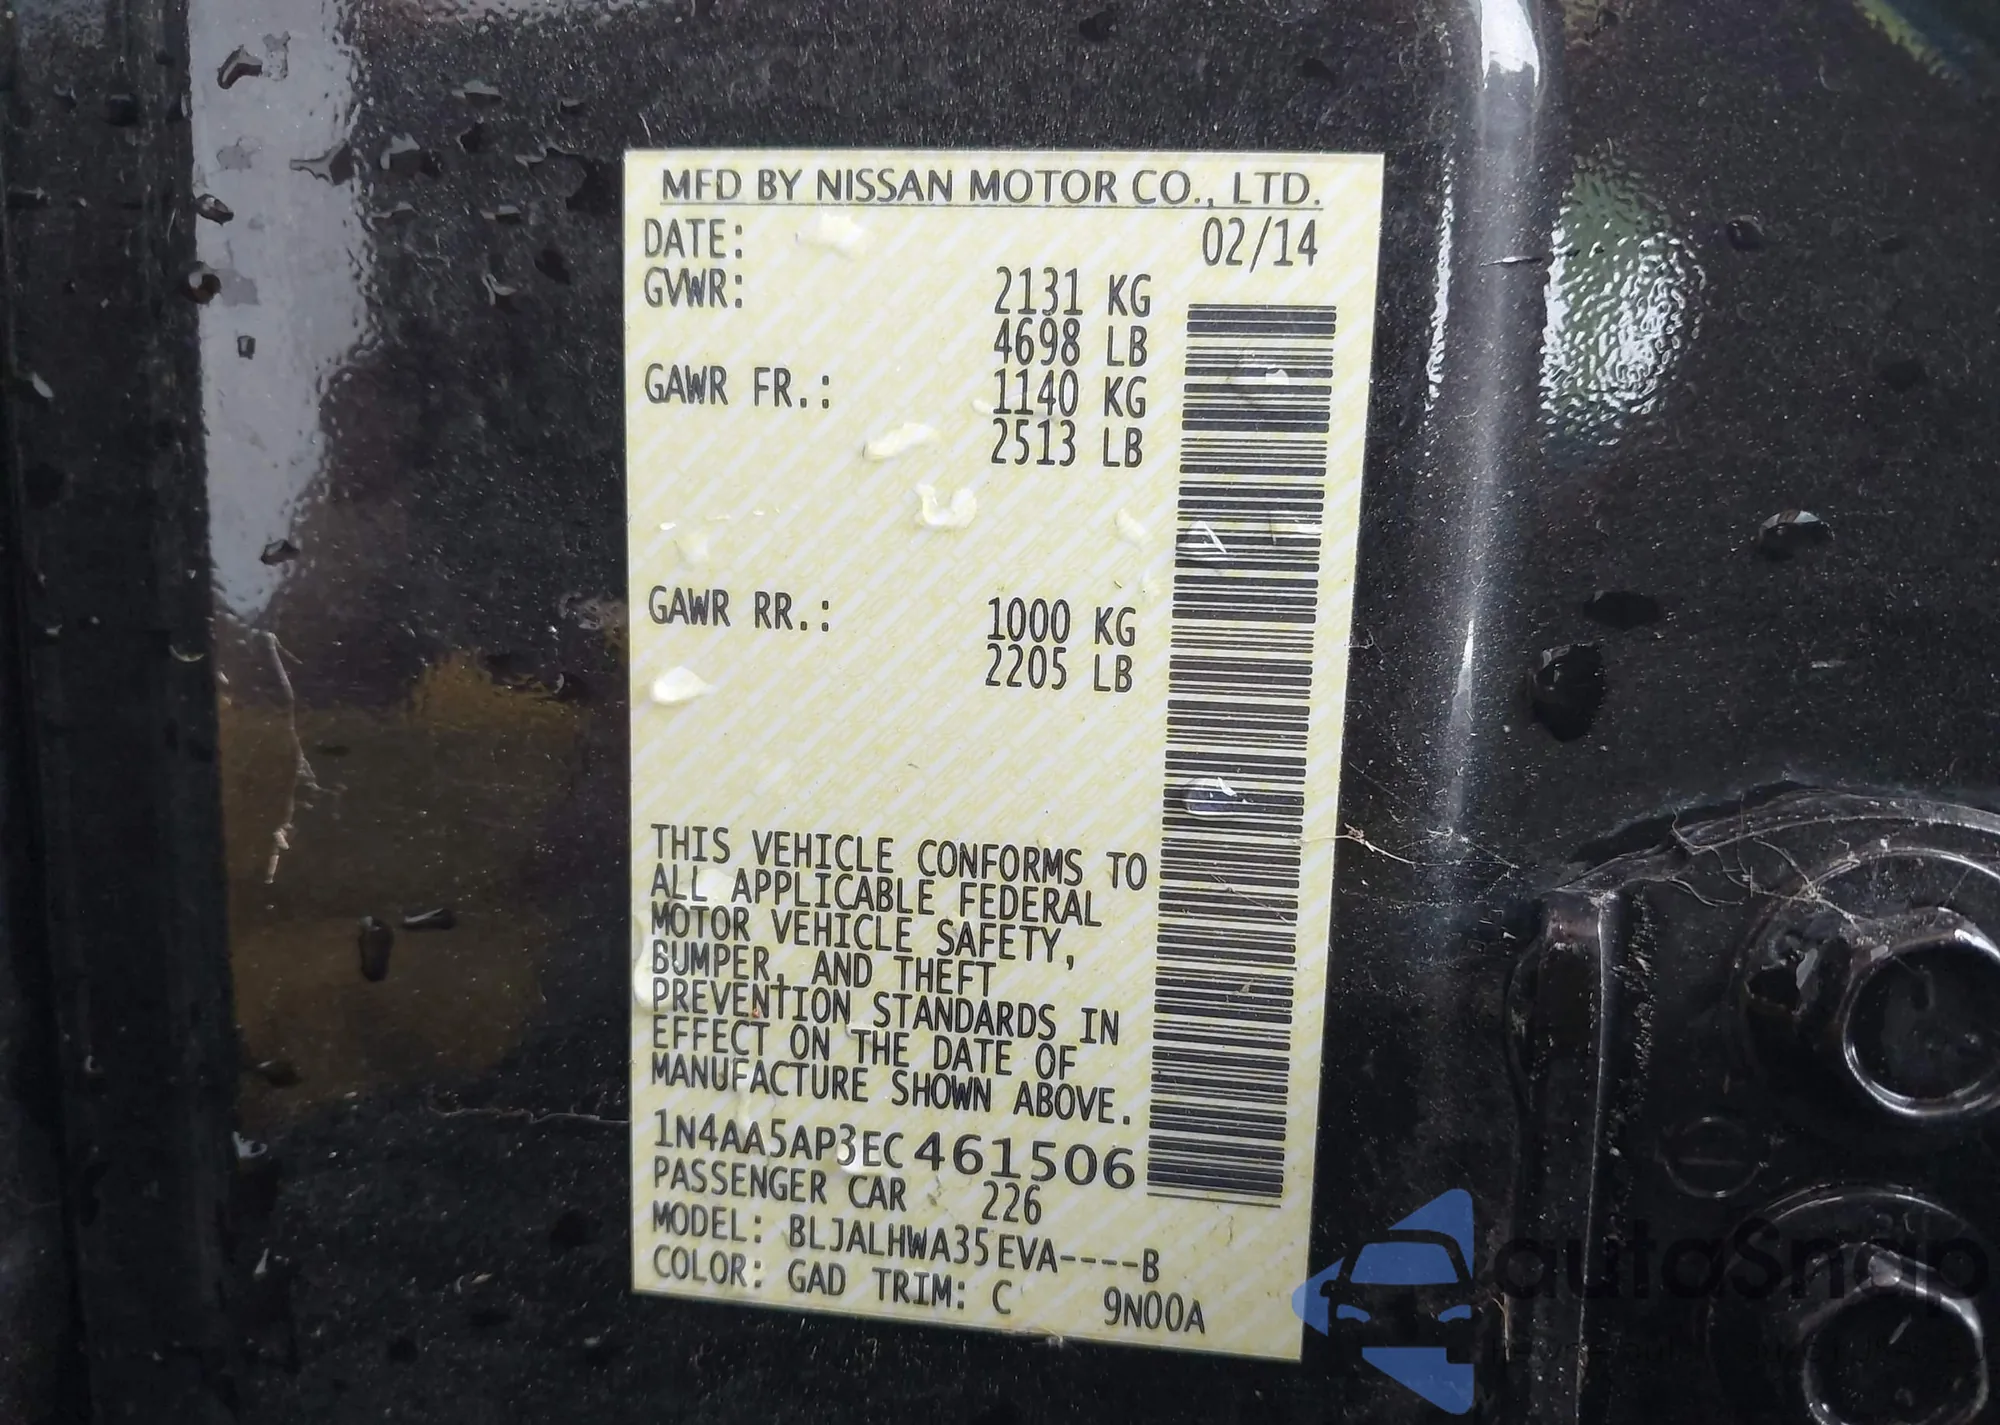 MFD BY NISSAN MOTOR CO., LTD.
DATE: 02/14
GVWR: 2131 KG
4698 LB
GAWR FR.: 1140 KG
2513 LB
GAWR RR.: 1000 KG
2205 LB
THIS VEHICLE CONFORMS TO
ALL APPLICABLE FEDERAL
MOTOR VEHICLE SAFETY,
BUMPER, AND THEFT
PREVENTION STANDARDS IN
EFFECT ON THE DATE OF
MANUFACTURE SHOWN ABOVE.
1N4AA5AP3EC461506
PASSENGER CAR 226
MODEL: BLJALHWA35EVA----B
COLOR: GAD TRIM: C 9N00A
autoSnap